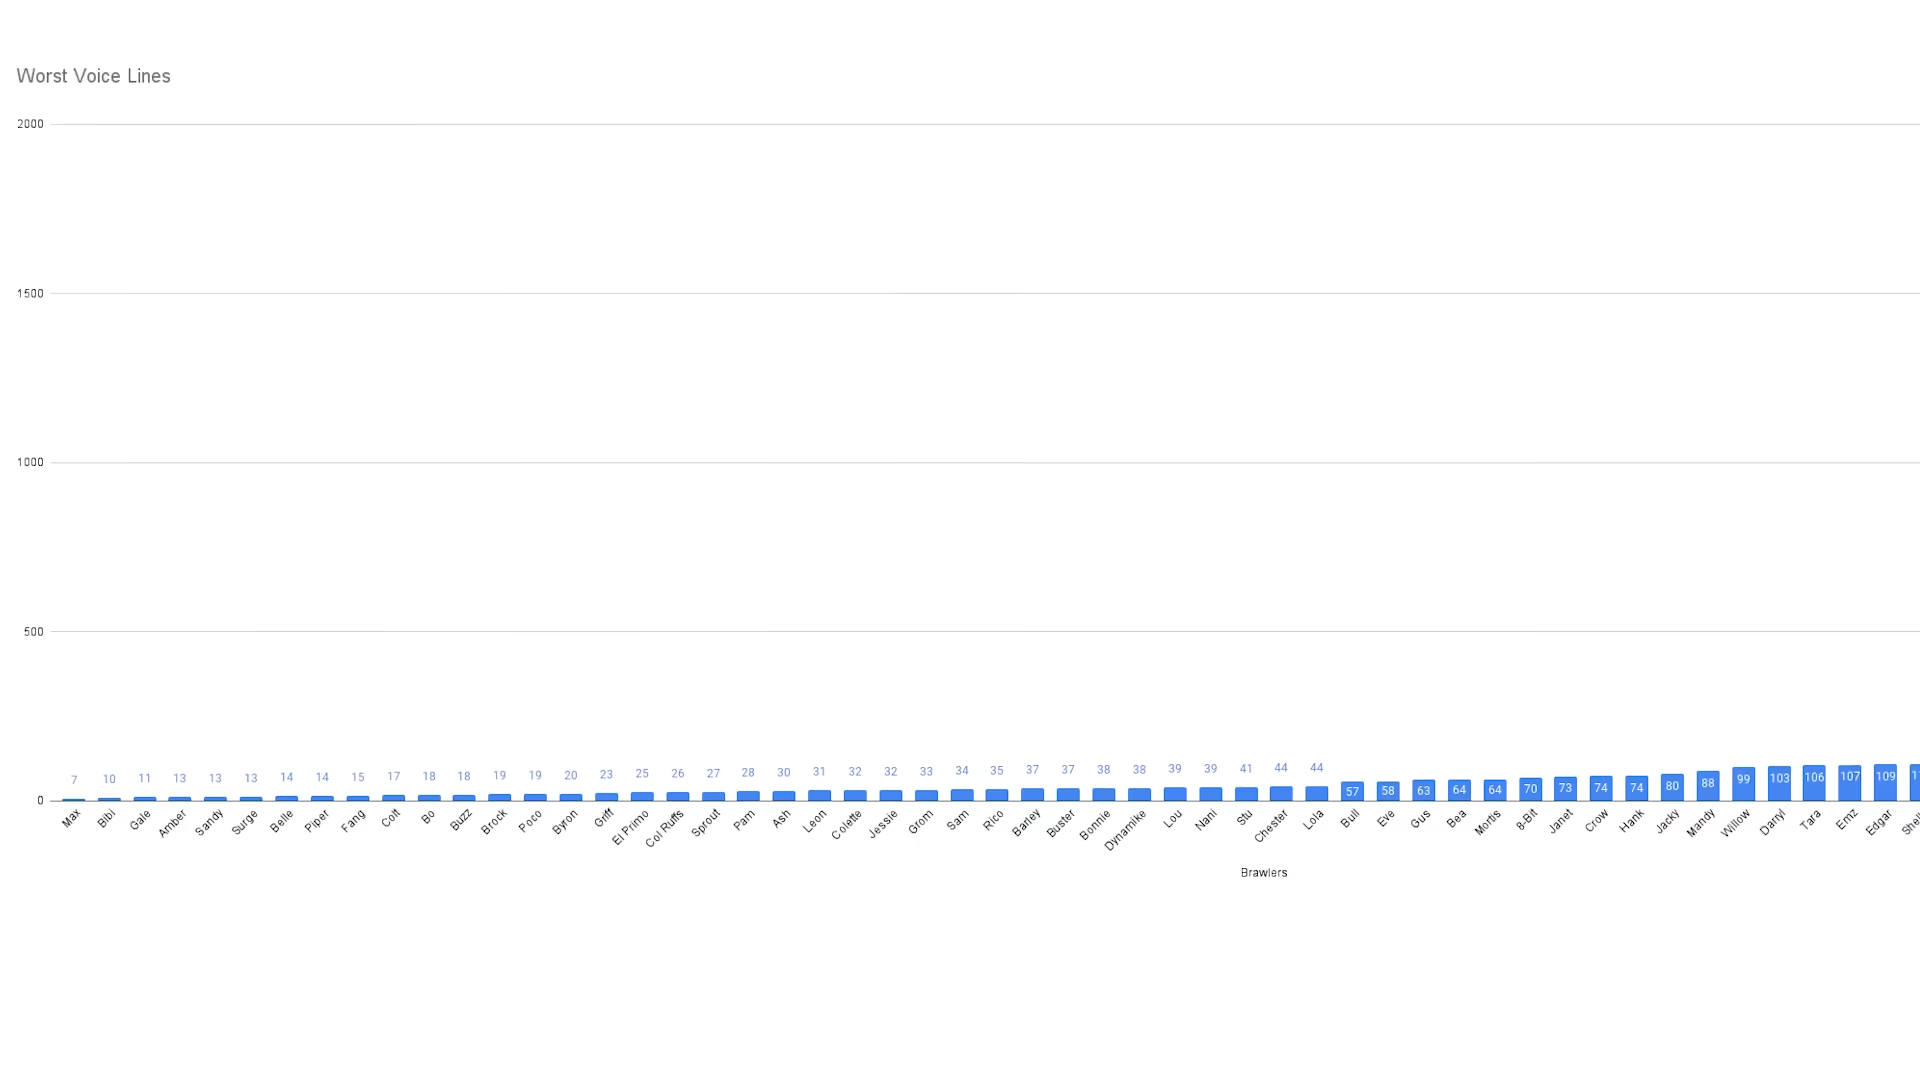 Worst Voice Lines
2000
1500
1000
500
0
7 10 11 13 13 13 14 14 15 17 18 18 19 19 20 23 25 26 27 28 30 31 32 32 33 34 35 37 37 38 38 39 39 41 44 44 57 58 63 64 64 70 73 74 74 80 88 99 103 106 107 109
Max Bibi Gale Amber Sandy Surge Belle Piper Fang Colt Bo Buzz Brock Poco Byron Griff El Primo Col Ruffs Sprout Pam Ash Leon Colette Jessie Grom Sam Rico Barley Buster Bonnie Dynamike Lou Nani Stu Chester Lola Bull Eve Gus Bea Mortis 8-Bit Janet Crow Hank Jacky Mandy Willow Darryl Tara Emz Edgar
Brawlers